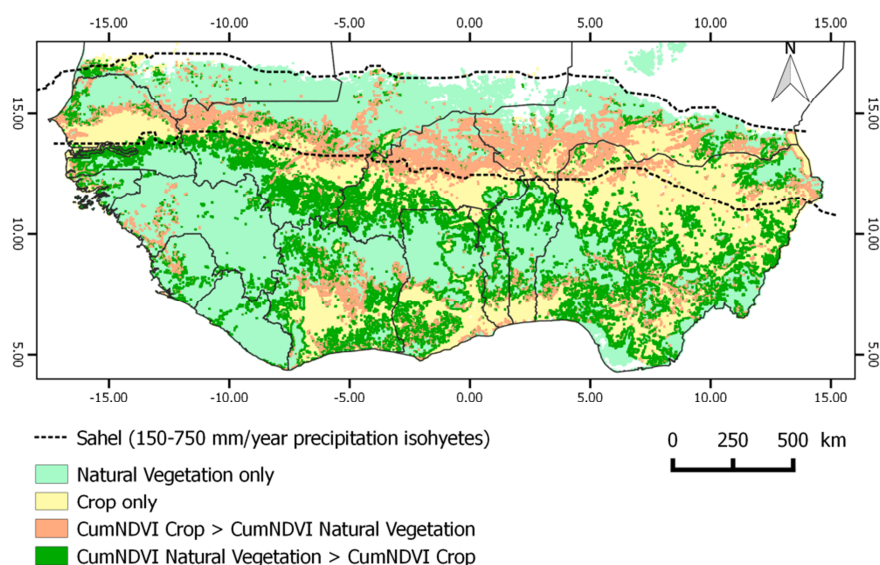 -15.00 -10.00 -5.00 0.00 5.00 10.00 15.00
N
15.00 15.00
10.00 10.00
5.00 5.00
-15.00 -10.00 -5.00 0.00 5.00 10.00 15.00
Sahel (150-750 mm/year precipitation isohyetes)
0 250 500 km
Natural Vegetation only
Crop only
CumNDVI Crop > CumNDVI Natural Vegetation
CumNDVI Natural Vegetation > CumNDVI Crop